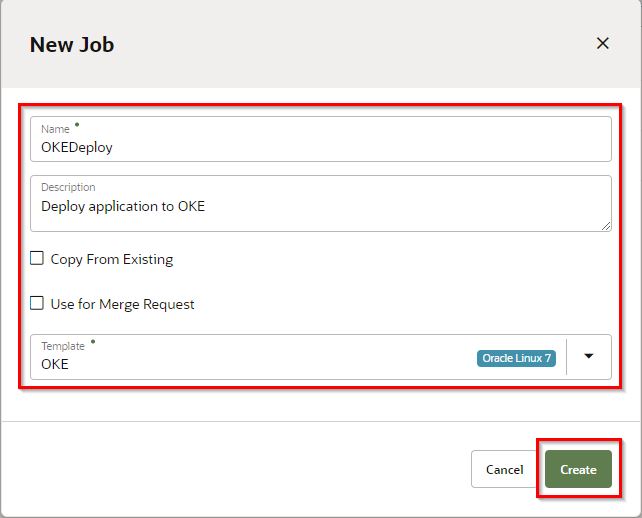 New Job
Name
OKEDeploy
Description
Deploy application to OKE
Copy From Existing
Use for Merge Request
Template
OKE
Oracle Linux 7
Cancel
Create